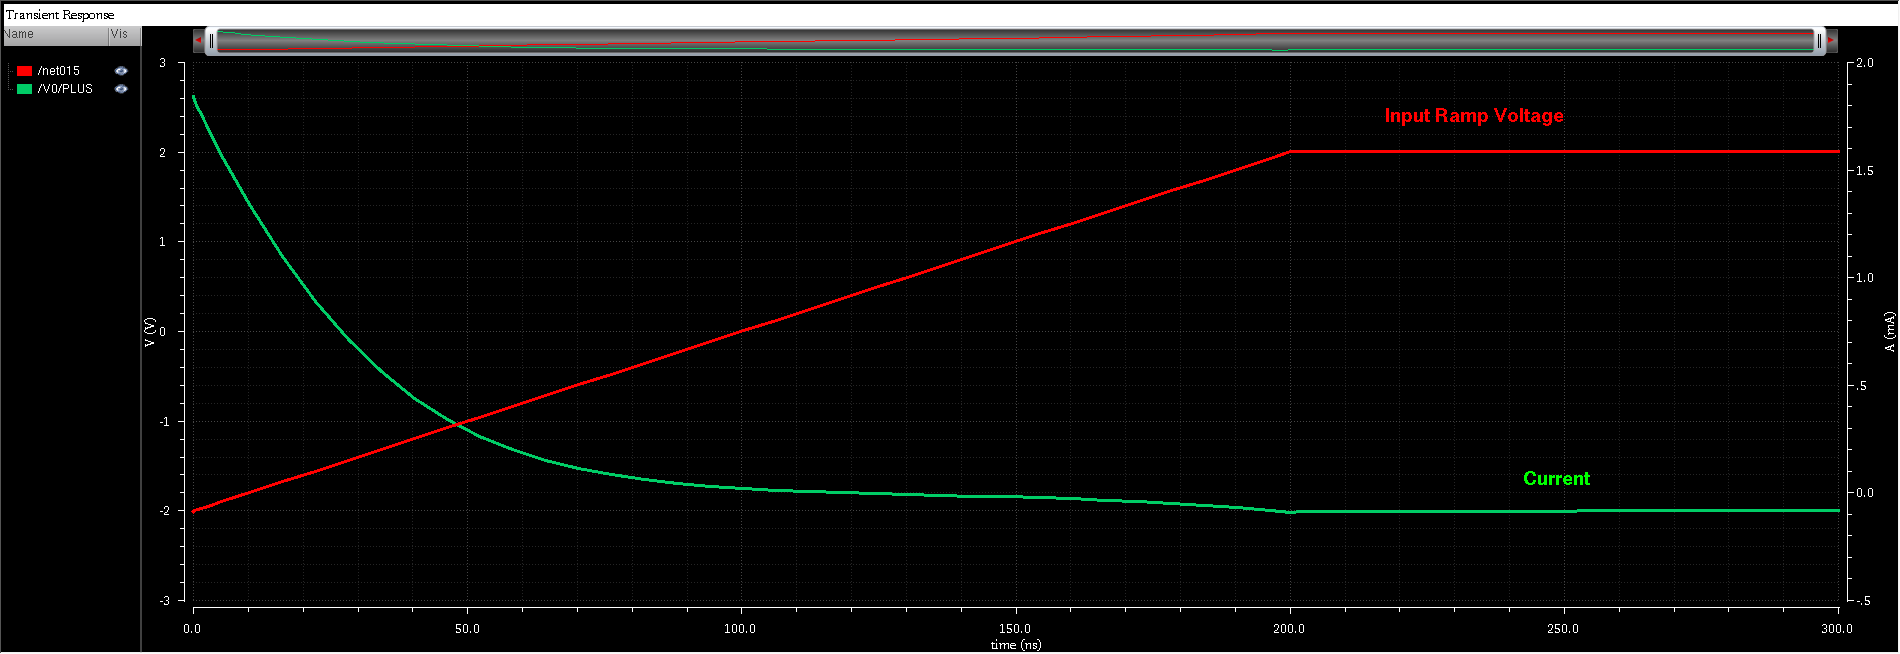 Transient Response
Name Vis
/net015
/V0/PLUS
3 2.0
Input Ramp Voltage
2 1.5
1 1.0
V (V) 0 A (mA)
-1 .5
Current
-2 0.0
-3 -.5
0.0 50.0 100.0 150.0 200.0 250.0 300.0
time (ns)